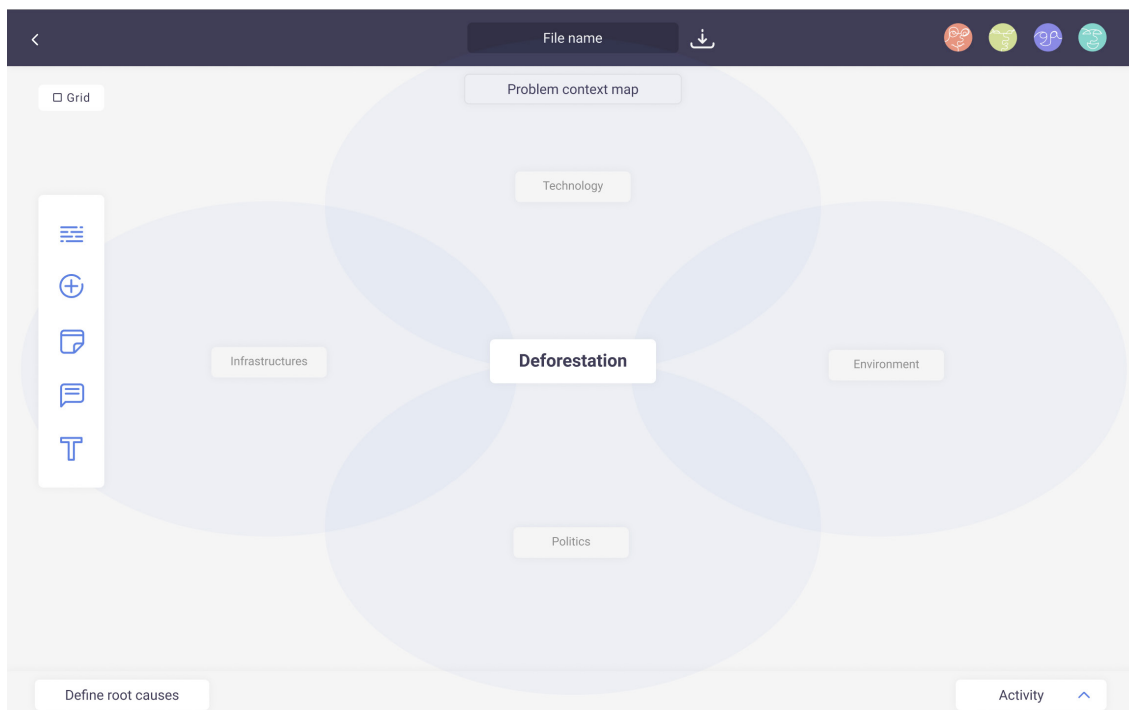 File name
Problem context map
Grid
Technology
Infrastructures
Deforestation
Environment
Politics
Define root causes
Activity